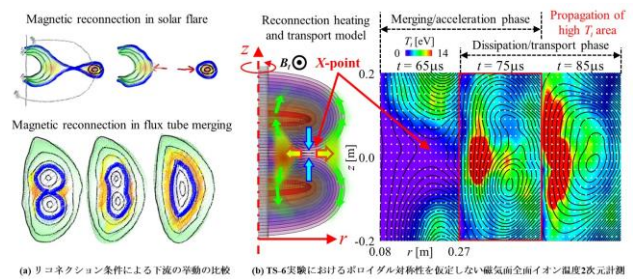 Magnetic reconnection in solar flare
Magnetic reconnection in flux tube merging
(a) リコネクション条件による下流の挙動の比較
Reconnection heating
and transport model
z
Bt
X-point
r
Merging/acceleration phase
Propagation of
high Ti area
Ti [eV]
0
14
Dissipation/transport phase
t = 65μs
t = 75μs
t = 85μs
0.2
z [m]
0.0
-0.2
0.08
r [m]
0.27
(b) TS-6実験におけるポロイダル対称性を仮定しない磁気面全面イオン温度2次元計測